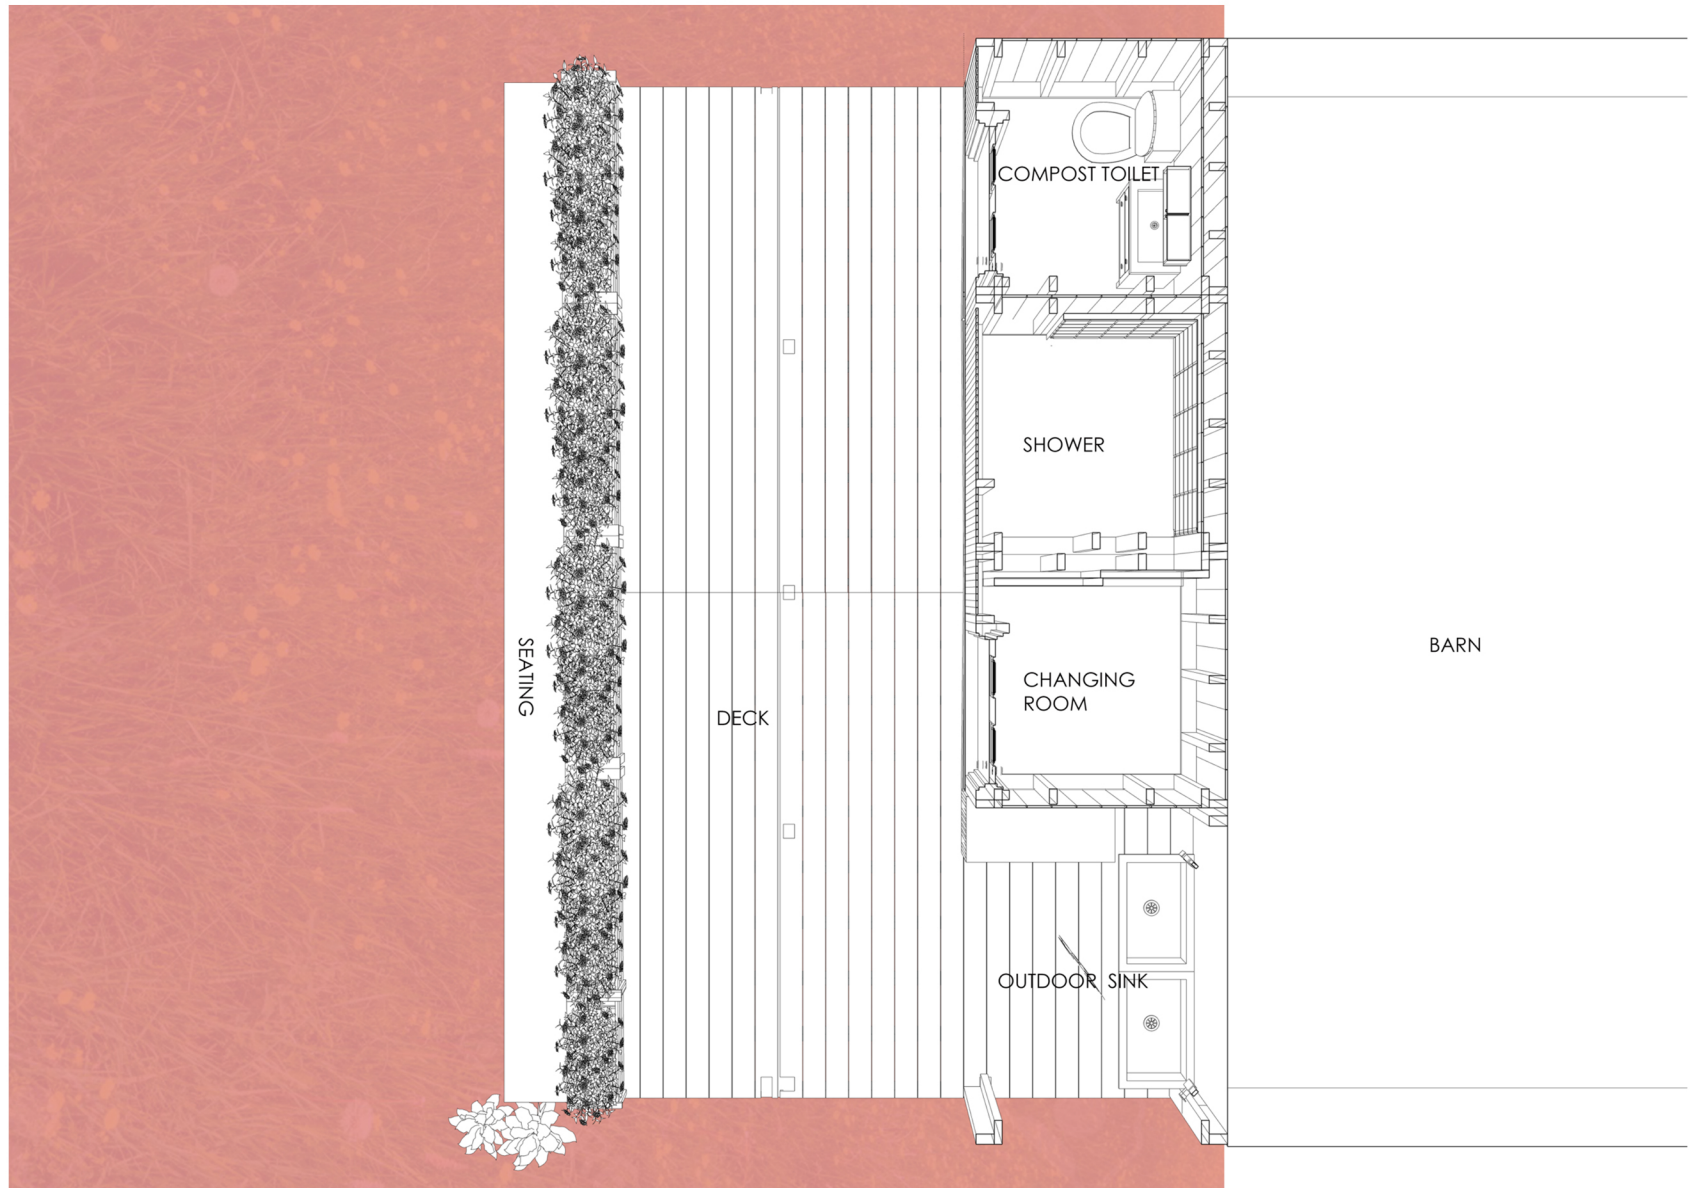 COMPOST TOILET
SHOWER
SEATING
DECK
CHANGING
ROOM
BARN
OUTDOOR SINK